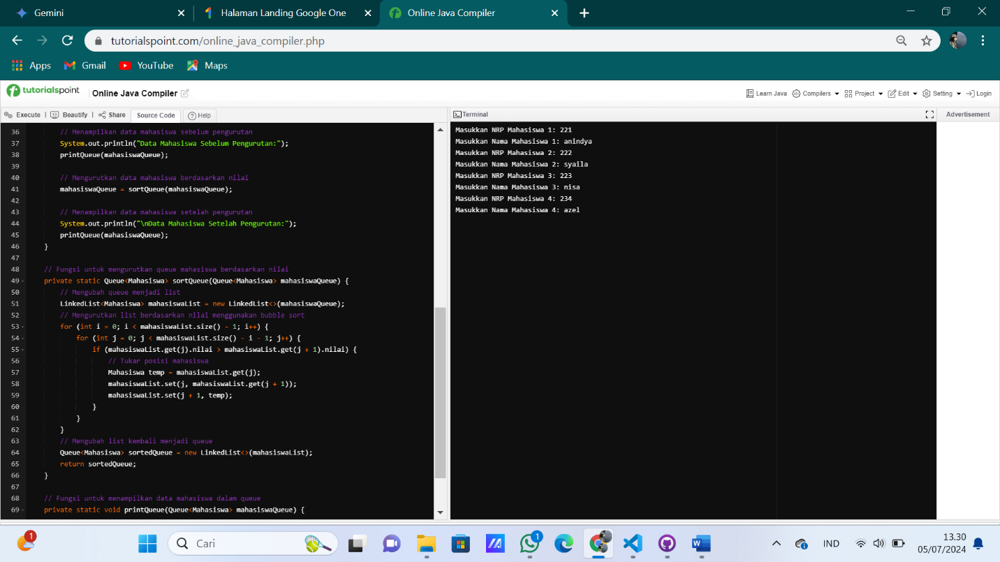 Gemini
Halaman Landing Google One
Online Java Compiler
tutorialspoint.com/online_java_compiler.php
Apps
Gmail
YouTube
Maps
tutorialspoint
Online Java Compiler
Learn Java
Compilers
Project
Edit
Setting
Login
Execute | Beautify | Share
Source Code
Help
36 // Menampilkan data mahasiswa sebelum pengurutan
37 System.out.println("Data Mahasiswa Sebelum Pengurutan:");
38 printQueue(mahasiswaQueue);
39
40 // Mengurutkan data mahasiswa berdasarkan nilai
41 mahasiswaQueue = sortQueue(mahasiswaQueue);
42
43 // Menampilkan data mahasiswa setelah pengurutan
44 System.out.println("\nData Mahasiswa Setelah Pengurutan:");
45 printQueue(mahasiswaQueue);
46 }
47
48 // Fungsi untuk mengurutkan queue mahasiswa berdasarkan nilai
49 private static Queue<Mahasiswa> sortQueue(Queue<Mahasiswa> mahasiswaQueue) {
50 // Mengubah queue menjadi list
51 LinkedList<Mahasiswa> mahasiswaList = new LinkedList<>(mahasiswaQueue);
52 // Mengurutkan list berdasarkan nilai menggunakan bubble sort
53 for (int i = 0; i < mahasiswaList.size() - 1; i++) {
54 for (int j = 0; j < mahasiswaList.size() - i - 1; j++) {
55 if (mahasiswaList.get(j).nilai > mahasiswaList.get(j + 1).nilai) {
56 // Tukar posisi mahasiswa
57 Mahasiswa temp = mahasiswaList.get(j);
58 mahasiswaList.set(j, mahasiswaList.get(j + 1));
59 mahasiswaList.set(j + 1, temp);
60 }
61 }
62 }
63 // Mengubah list kembali menjadi queue
64 Queue<Mahasiswa> sortedQueue = new LinkedList<>(mahasiswaList);
65 return sortedQueue;
66 }
67
68 // Fungsi untuk menampilkan data mahasiswa dalam queue
69 private static void printQueue(Queue<Mahasiswa> mahasiswaQueue) {
Terminal
Masukkan NRP Mahasiswa 1: 221
Masukkan Nama Mahasiswa 1: anindya
Masukkan NRP Mahasiswa 2: 222
Masukkan Nama Mahasiswa 2: syaila
Masukkan NRP Mahasiswa 3: 223
Masukkan Nama Mahasiswa 3: nisa
Masukkan NRP Mahasiswa 4: 234
Masukkan Nama Mahasiswa 4: azel
Advertisement
1
Cari
1
IND
13.30
05/07/2024